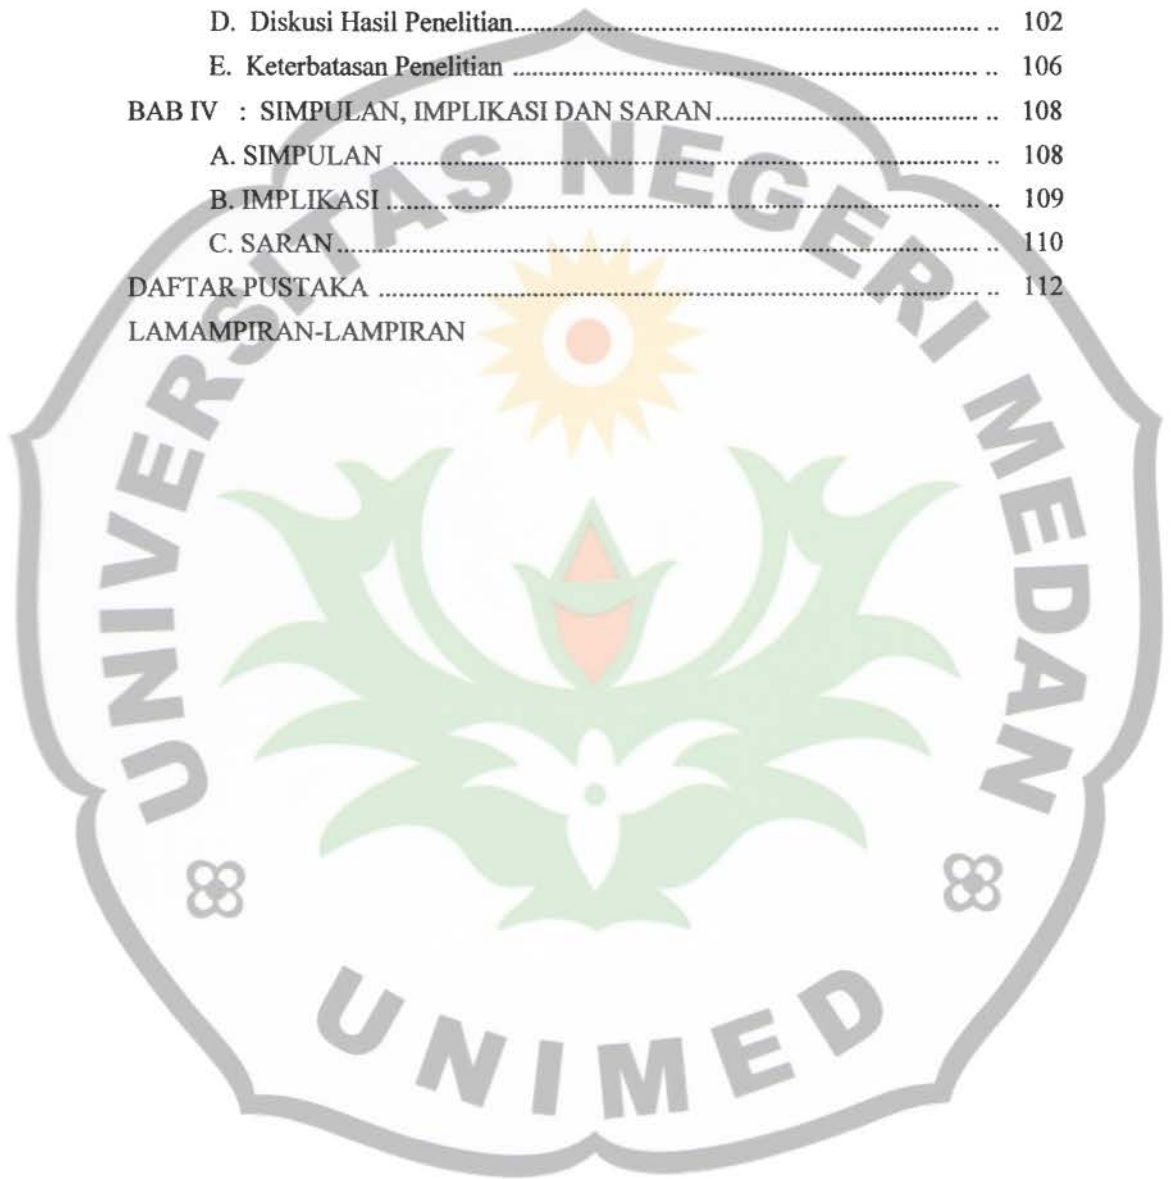 D. Diskusi Hasil Penelitian................................................................................ .. 102
E. Keterbatasan Penelitian ................................................................................ .. 106
BAB IV : SIMPULAN, IMPLIKASI DAN SARAN............................................. .. 108
A. SIMPULAN ..................................................................................................... .. 108
B. IMPLIKASI ...................................................................................................... .. 109
C. SARAN.............................................................................................................. .. 110
DAFTAR PUSTAKA ........................................................................................................ .. 112
LAMAMPIRAN-LAMPIRAN
UNIVERSITAS NEGERI MEDAN
UNIMED